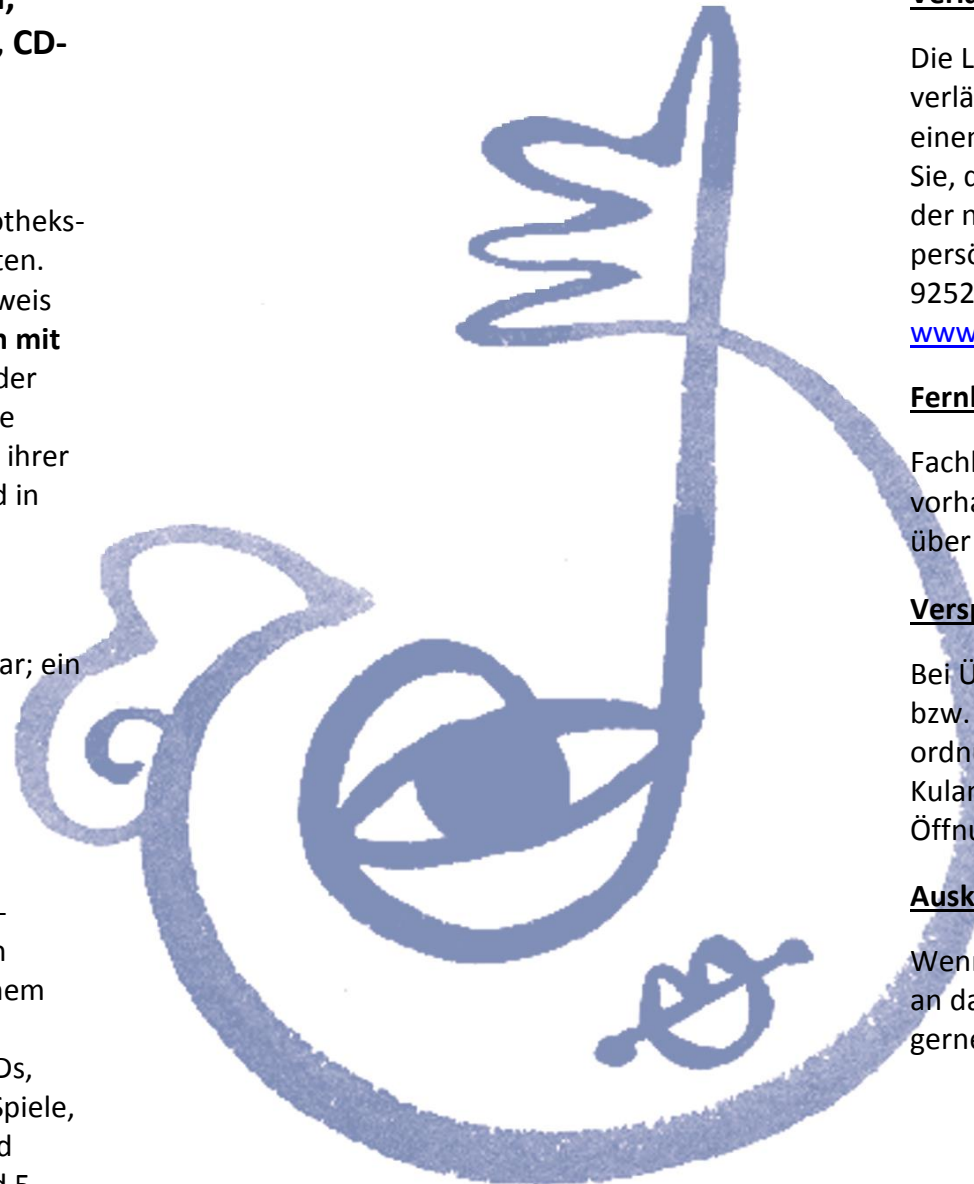 , CD-
otheks-
ten.
weis
n mit
der
e
ihrer
d in
ar; ein
-
n
nem
Ds,
Spiele,
d
Die L
verlä
einer
Sie, d
der n
persö
9252
www
Fernl
Fachl
vorha
über
Versp
Bei Ü
bzw.
ordn
Kular
Öffnu
Ausk
Wenn
an da
gerne